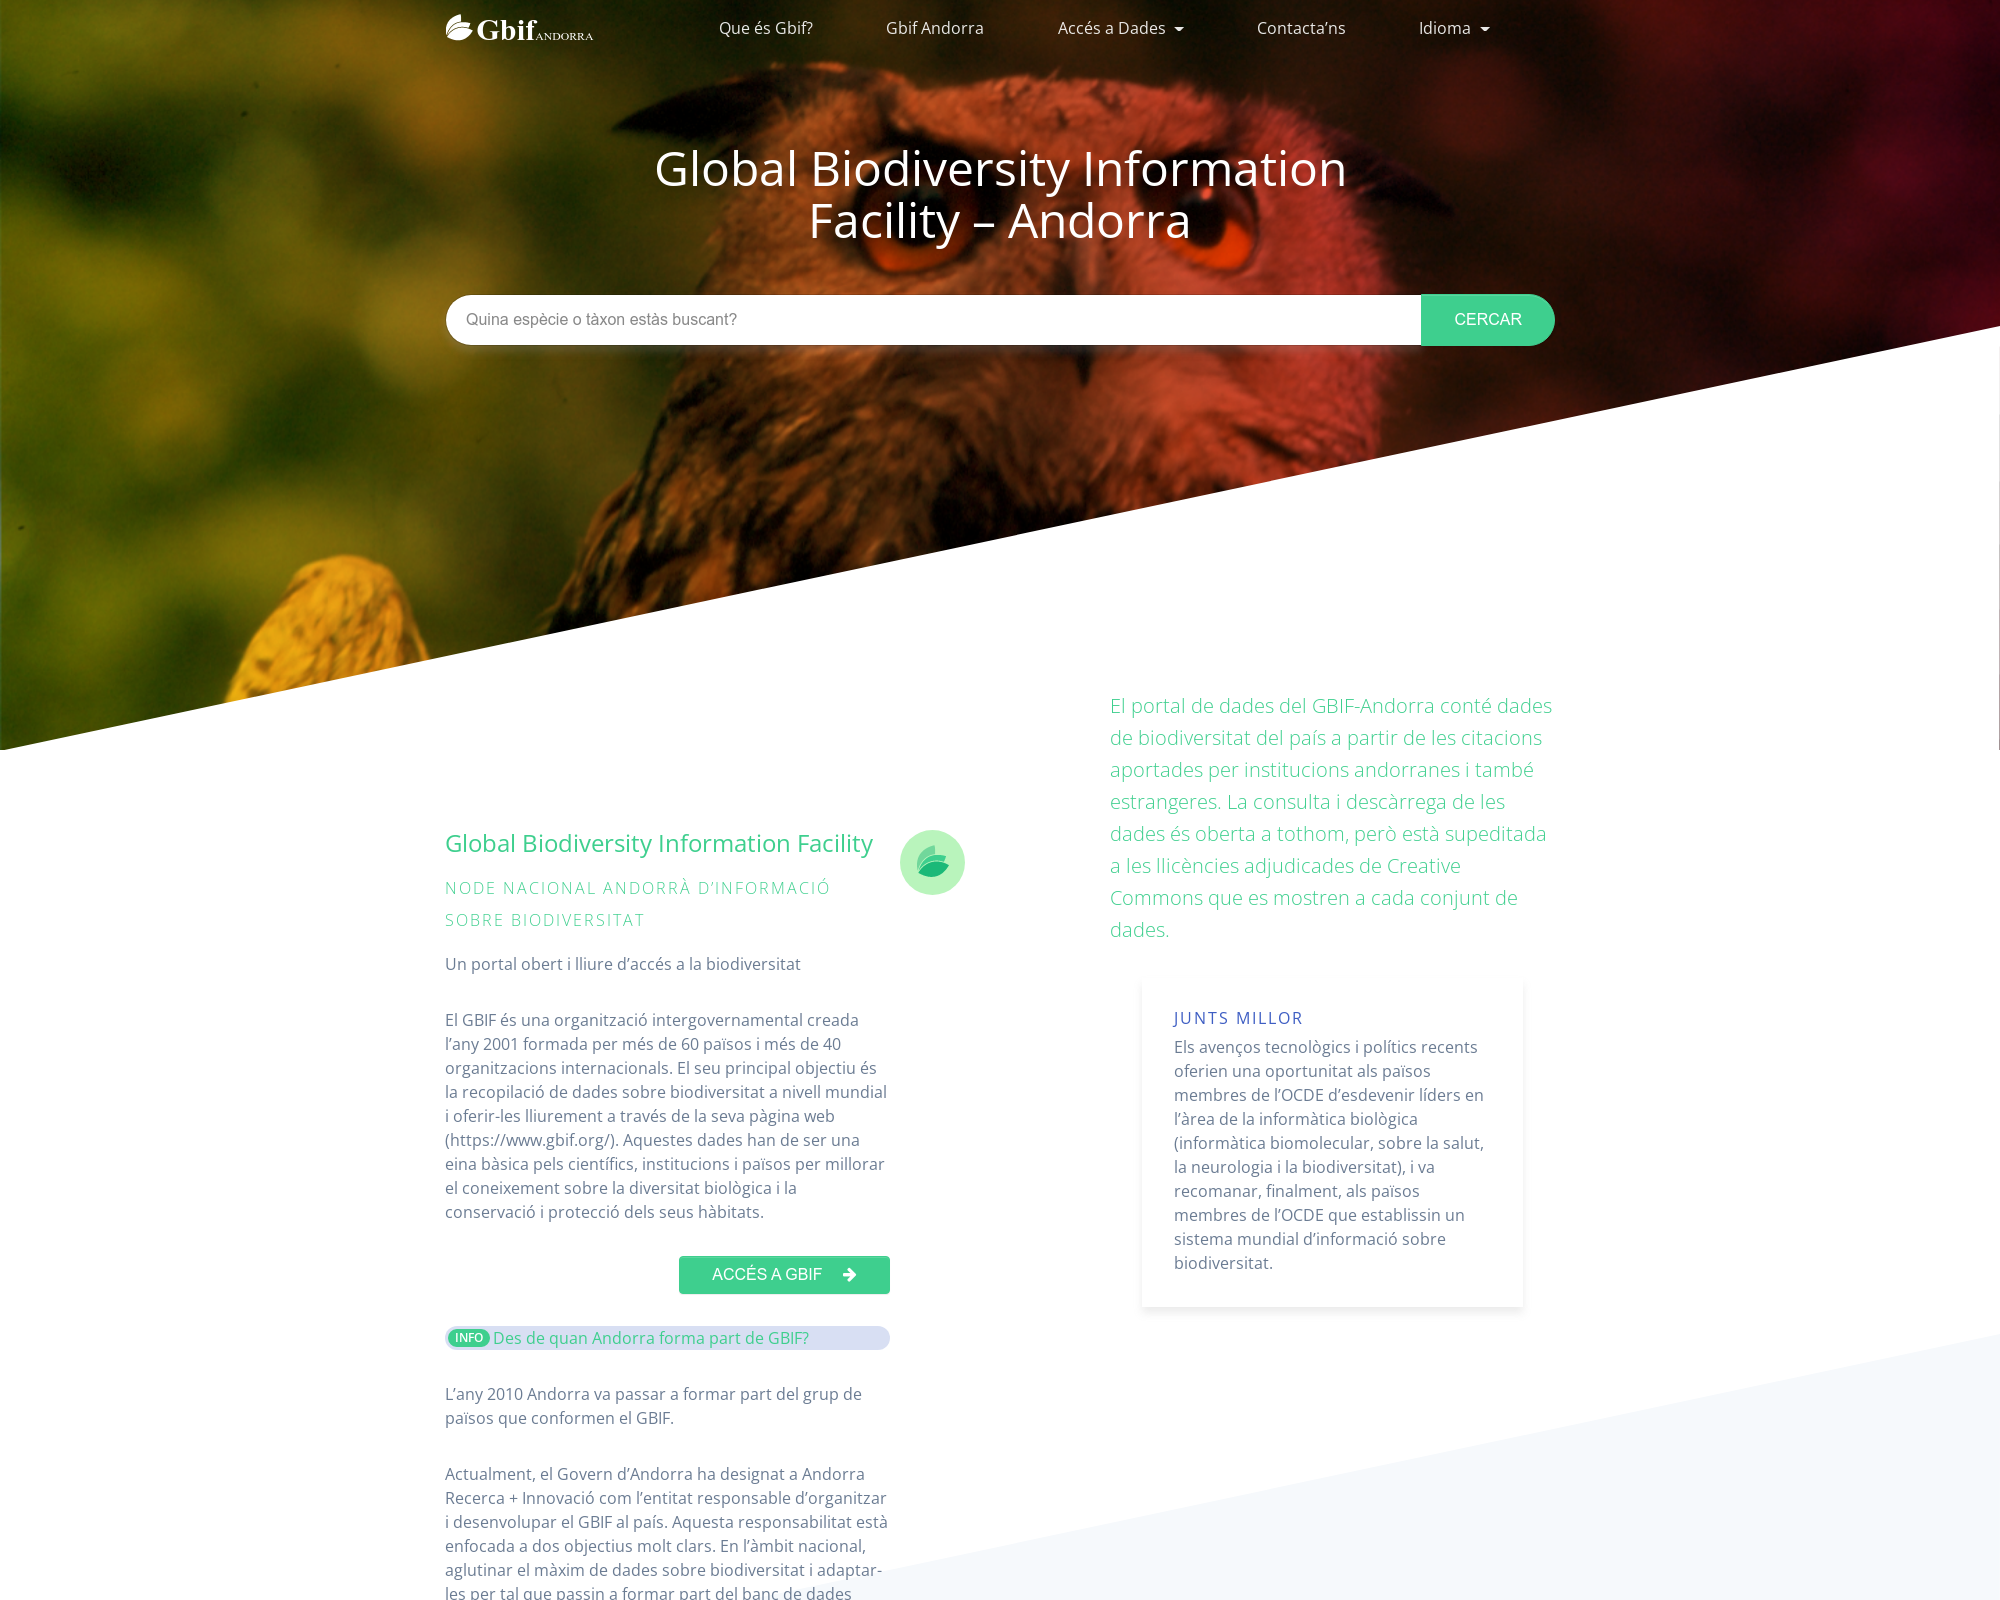 Gbif ANDORRA
Que és Gbif?
Gbif Andorra
Accés a Dades
Contacta’ns
Idioma
Global Biodiversity Information
Facility – Andorra
Quina espècie o tàxon estàs buscant?
CERCAR
Global Biodiversity Information Facility
NODE NACIONAL ANDORRÀ D’INFORMACIÓ
SOBRE BIODIVERSITAT
Un portal obert i lliure d’accés a la biodiversitat
El GBIF és una organització intergovernamental creada
l’any 2001 formada per més de 60 països i més de 40
organitzacions internacionals. El seu principal objectiu és
la recopilació de dades sobre biodiversitat a nivell mundial
i oferir-les lliurement a través de la seva pàgina web
(https://www.gbif.org/). Aquestes dades han de ser una
eina bàsica pels científics, institucions i països per millorar
el coneixement sobre la diversitat biològica i la
conservació i protecció dels seus hàbitats.
ACCÉS A GBIF
INFO Des de quan Andorra forma part de GBIF?
L’any 2010 Andorra va passar a formar part del grup de
països que conformen el GBIF.
Actualment, el Govern d’Andorra ha designat a Andorra
Recerca + Innovació com l’entitat responsable d’organitzar
i desenvolupar el GBIF al país. Aquesta responsabilitat està
enfocada a dos objectius molt clars. En l’àmbit nacional,
aglutinar el màxim de dades sobre biodiversitat i adaptar-
les per tal que passin a formar part del banc de dades
El portal de dades del GBIF-Andorra conté dades
de biodiversitat del país a partir de les citacions
aportades per institucions andorranes i també
estrangeres. La consulta i descàrrega de les
dades és oberta a tothom, però està supeditada
a les llicències adjudicades de Creative
Commons que es mostren a cada conjunt de
dades.
JUNTS MILLOR
Els avenços tecnològics i polítics recents
oferien una oportunitat als països
membres de l’OCDE d’esdevenir líders en
l’àrea de la informàtica biològica
(informàtica biomolecular, sobre la salut,
la neurologia i la biodiversitat), i va
recomanar, finalment, als països
membres de l’OCDE que establissin un
sistema mundial d’informació sobre
biodiversitat.